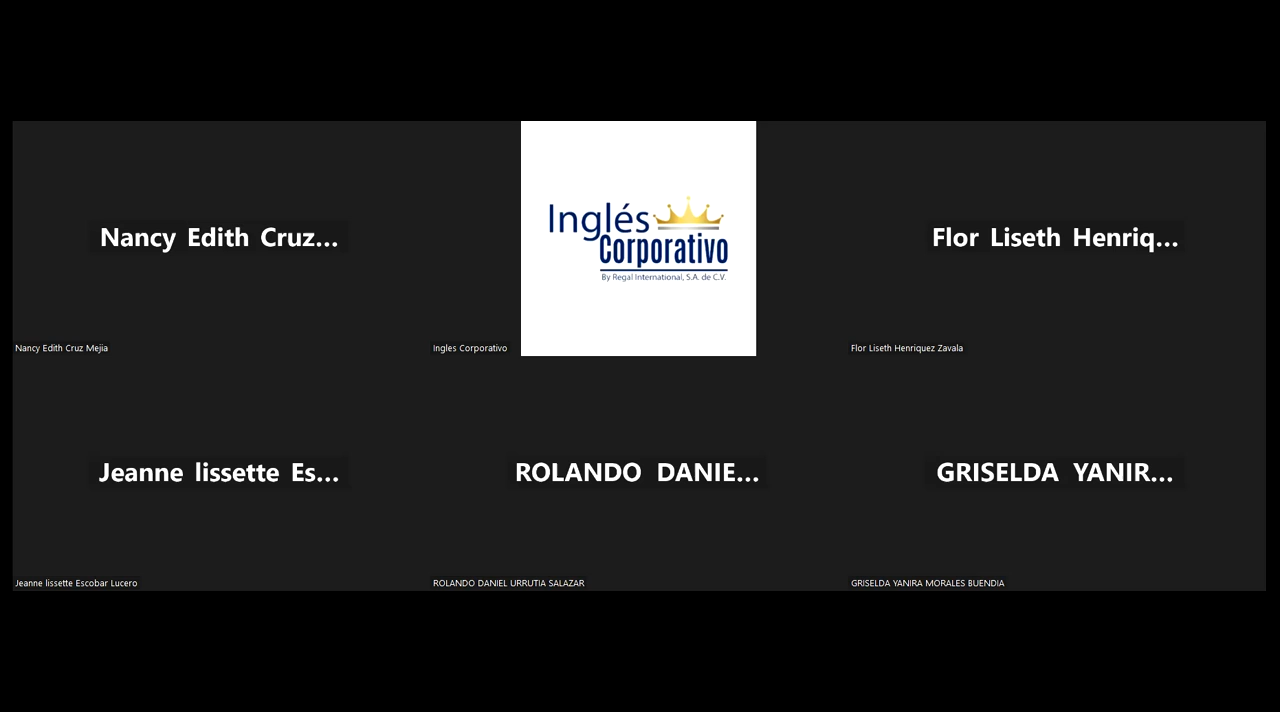 Nancy Edith Cruz...
Nancy Edith Cruz Mejia
Inglés
Corporativo
By Regal International, S.A. de C.V.
Ingles Corporativo
Flor Liseth Henriq...
Flor Liseth Henriquez Zavala
Jeanne lissette Es...
Jeanne lissette Escobar Lucero
ROLANDO DANIE...
ROLANDO DANIEL URRUTIA SALAZAR
GRISELDA YANIR...
GRISELDA YANIRA MORALES BUENDIA